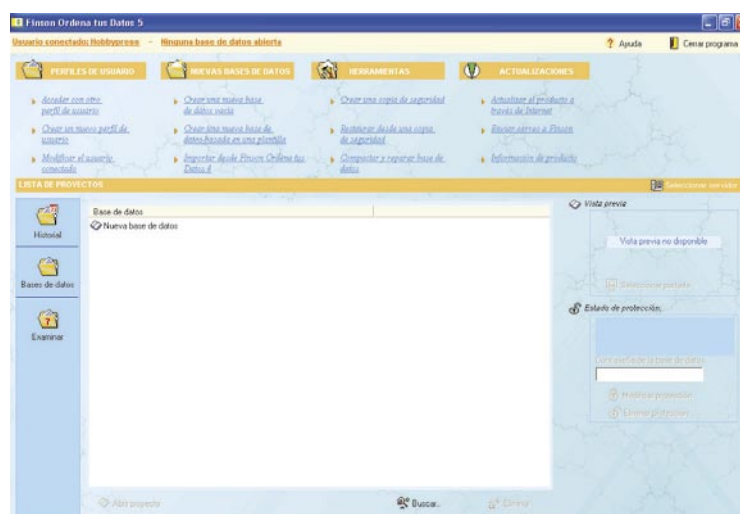 Finson Ordena tus Datos 5
Usuario conectado: Hobbypress - Ninguna base de datos abierta
Ayuda
Cerrar programa
PERFILES DE USUARIO
NUEVAS BASES DE DATOS
HERRAMIENTAS
ACTUALIZACIONES
Acceder con otro
perfil de usuario
Crear un nuevo perfil de
usuario
Modificar el usuario
conectado
Crear una nueva base
de datos vacía
Crear una nueva base de
datos basada en una plantilla
Importar desde Finson Ordena tus
Datos 4
Crear una copia de seguridad
Restaurar desde una copia
de seguridad
Compactar y reparar base de
datos
Actualizar el producto a
través de Internet
Enviar correo a Finson
Información de producto
LISTA DE PROYECTOS
Seleccionar servidor
Historial
Bases de datos
Examinar
Base de datos
Nueva base de datos
Vista previa
Vista previa no disponible
Seleccionar portada
Estado de protección
Contraseña de la base de datos
Modificar protección
Eliminar protección
Abrir proyecto
Buscar..
Eliminar